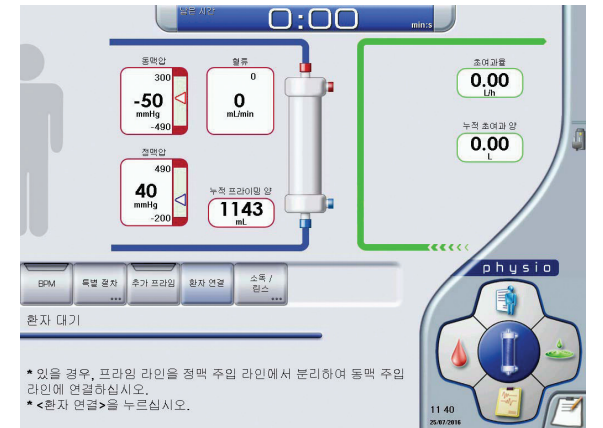 남은 시간
0:00
min:s
동맥압
300
-50
mmHg
-490
혈류
0
0
mL/min
정맥압
490
40
mmHg
-200
누적 프라이밍 양
1143
mL
초여과율
0.00
L/h
누적 초여과 양
0.00
L
BPM
특별 절차
추가 프라임
환자 연결
소독 /
린스
환자 대기
* 있을 경우, 프라임 라인을 정맥 주입 라인에서 분리하여 동맥 주입
라인에 연결하십시오.
* <환자 연결>을 누르십시오.
physio
11 40
25/07/2016